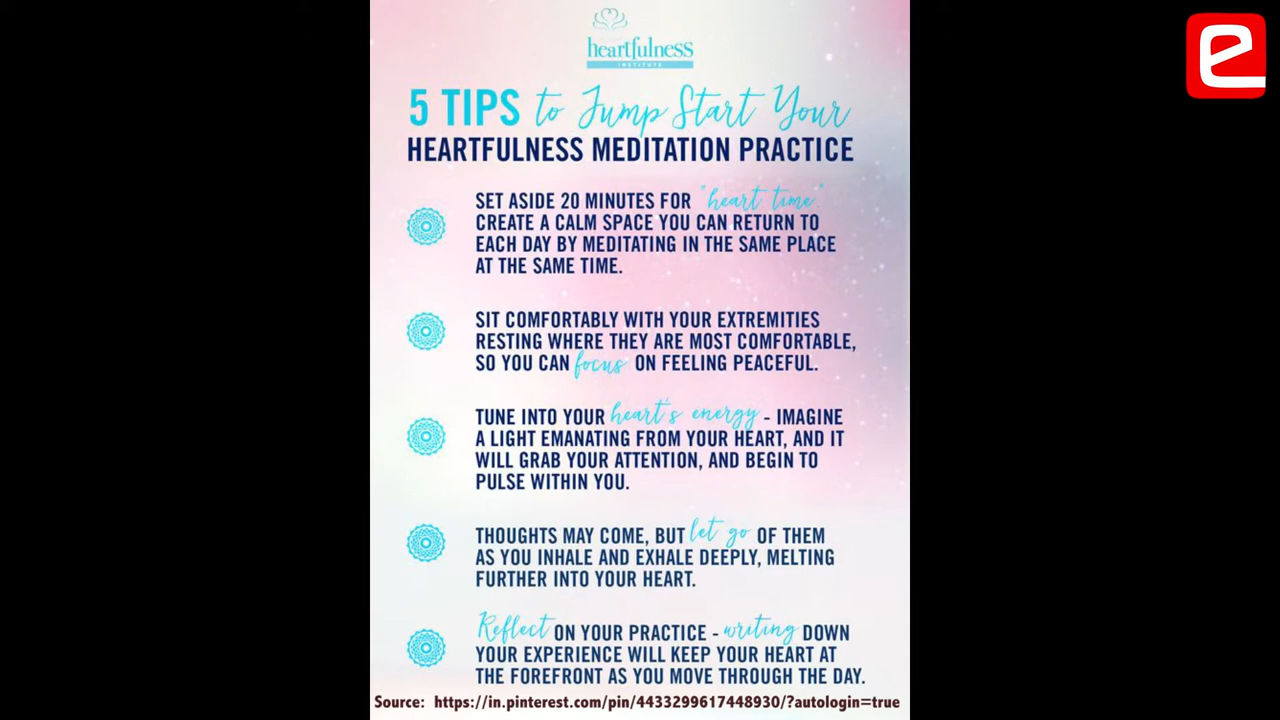 heartfulness
INSTITUTE
e
5 TIPS to Jump Start Your
HEARTFULNESS MEDITATION PRACTICE
SET ASIDE 20 MINUTES FOR "heart time"
CREATE A CALM SPACE YOU CAN RETURN TO
EACH DAY BY MEDITATING IN THE SAME PLACE
AT THE SAME TIME.
SIT COMFORTABLY WITH YOUR EXTREMITIES
RESTING WHERE THEY ARE MOST COMFORTABLE,
SO YOU CAN focus ON FEELING PEACEFUL.
TUNE INTO YOUR heart's energy - IMAGINE
A LIGHT EMANATING FROM YOUR HEART, AND IT
WILL GRAB YOUR ATTENTION, AND BEGIN TO
PULSE WITHIN YOU.
THOUGHTS MAY COME, BUT let go OF THEM
AS YOU INHALE AND EXHALE DEEPLY, MELTING
FURTHER INTO YOUR HEART.
Reflect ON YOUR PRACTICE - writing DOWN
YOUR EXPERIENCE WILL KEEP YOUR HEART AT
THE FOREFRONT AS YOU MOVE THROUGH THE DAY.
Source: https://in.pinterest.com/pin/4433299617448930/?autologin=true